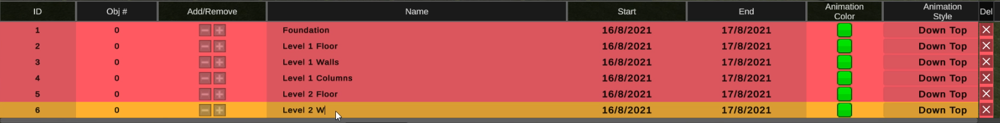 ID Obj # Add/Remove Name Start End Animation Color Animation Style Del
1 0 Foundation 16/8/2021 17/8/2021 Down Top
2 0 Level 1 Floor 16/8/2021 17/8/2021 Down Top
3 0 Level 1 Walls 16/8/2021 17/8/2021 Down Top
4 0 Level 1 Columns 16/8/2021 17/8/2021 Down Top
5 0 Level 2 Floor 16/8/2021 17/8/2021 Down Top
6 0 Level 2 W 16/8/2021 17/8/2021 Down Top